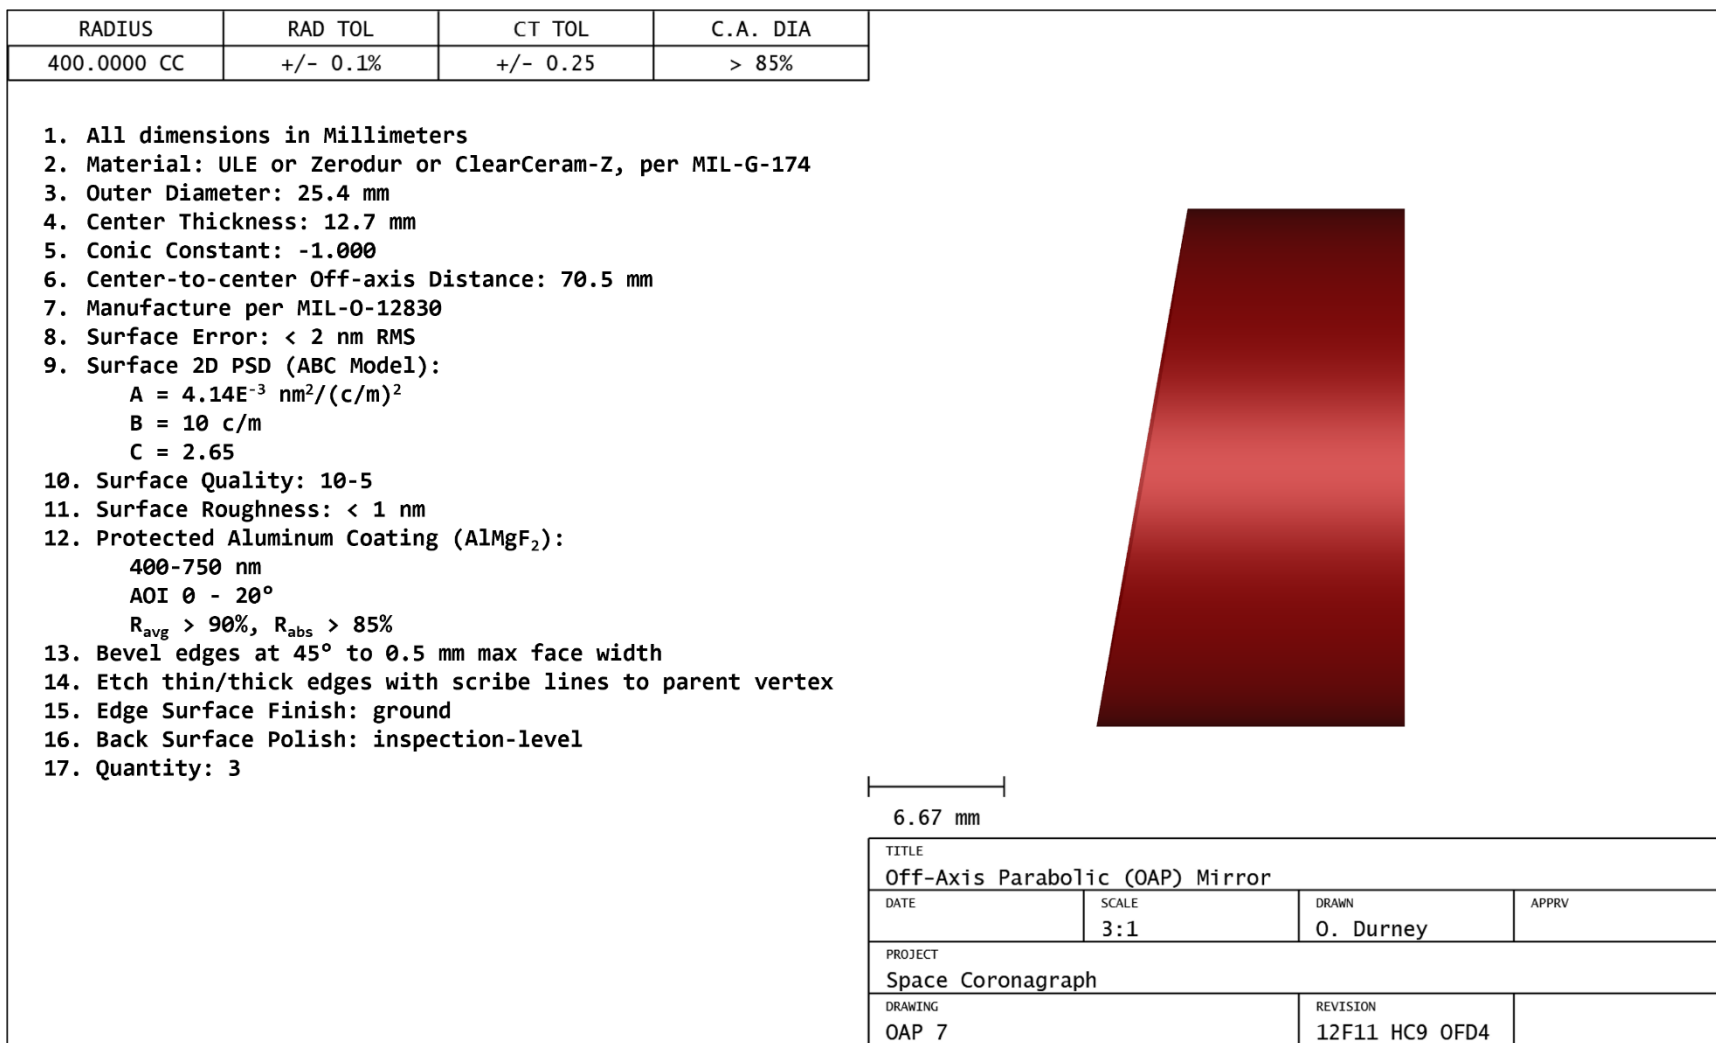 RADIUS RAD TOL CT TOL C.A. DIA
400.0000 CC +/- 0.1% +/- 0.25 > 85%
1. All dimensions in Millimeters
2. Material: ULE or Zerodur or ClearCeram-Z, per MIL-G-174
3. Outer Diameter: 25.4 mm
4. Center Thickness: 12.7 mm
5. Conic Constant: -1.000
6. Center-to-center Off-axis Distance: 70.5 mm
7. Manufacture per MIL-O-12830
8. Surface Error: < 2 nm RMS
9. Surface 2D PSD (ABC Model):
A = 4.14E⁻³ nm²/(c/m)²
B = 10 c/m
C = 2.65
10. Surface Quality: 10-5
11. Surface Roughness: < 1 nm
12. Protected Aluminum Coating (AlMgF₂):
400-750 nm
AOI 0 - 20°
Ravg > 90%, Rabs > 85%
13. Bevel edges at 45° to 0.5 mm max face width
14. Etch thin/thick edges with scribe lines to parent vertex
15. Edge Surface Finish: ground
16. Back Surface Polish: inspection-level
17. Quantity: 3
6.67 mm
TITLE
Off-Axis Parabolic (OAP) Mirror
DATE SCALE DRAWN APPRV
3:1 O. Durney
PROJECT
Space Coronagraph
DRAWING REVISION
OAP 7 12F11 HC9 OFD4